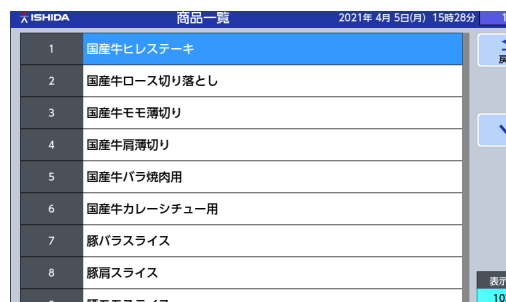 ISHIDA 商品一覧 2021年 4月 5日(月) 15時28分 1
1 国産牛ヒレステーキ
2 国産牛ロース切り落とし
3 国産牛モモ薄切り
4 国産牛肩薄切り
5 国産牛バラ焼肉用
6 国産牛カレーシチュー用
7 豚バラスライス
8 豚肩スライス
表示
10